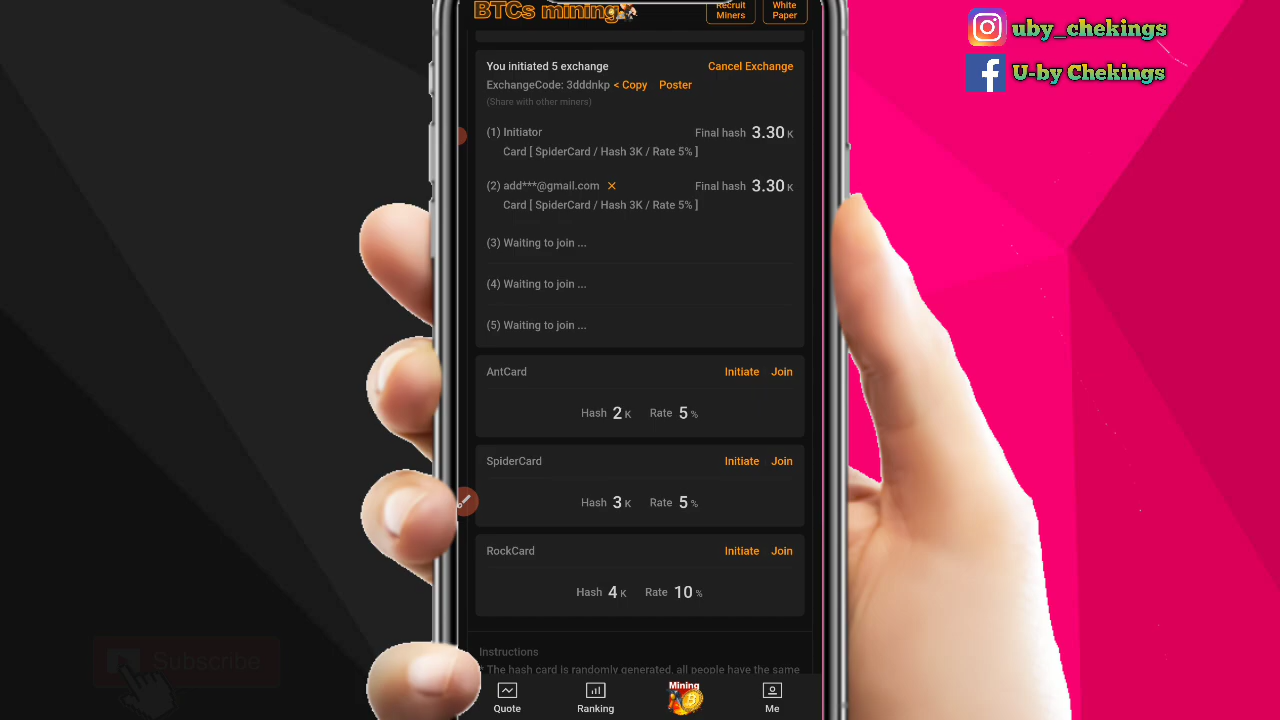 BTCs mining
Recruit Miners
White Paper
uby_chekings
U-by Chekings
You initiated 5 exchange
Cancel Exchange
ExchangeCode: 3dddnkp < Copy Poster
(Share with other miners)
(1) Initiator
Final hash 3.30 K
Card [ SpiderCard / Hash 3K / Rate 5% ]
(2) add***@gmail.com ×
Final hash 3.30 K
Card [ SpiderCard / Hash 3K / Rate 5% ]
(3) Waiting to join ...
(4) Waiting to join ...
(5) Waiting to join ...
AntCard
Initiate Join
Hash 2 K Rate 5 %
SpiderCard
Initiate Join
Hash 3 K Rate 5 %
RockCard
Initiate Join
Hash 4 K Rate 10 %
Instructions
* The hash card is randomly generated, all people have the same
Subscribe
Quote
Ranking
Mining
Me